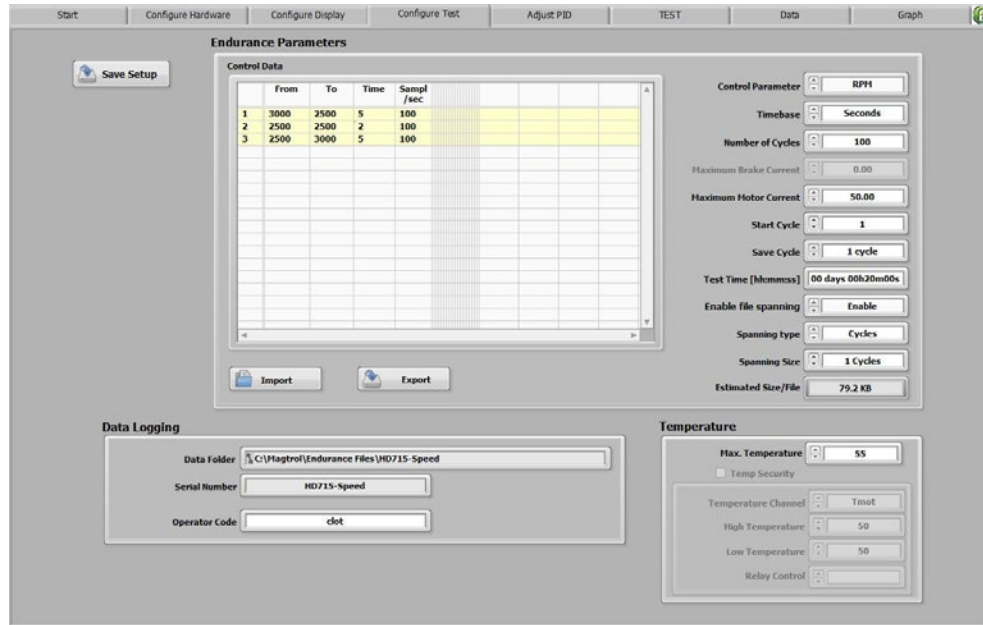 Start Configure Hardware Configure Display Configure Test Adjust PID TEST Data Graph
Endurance Parameters
Save Setup
Control Data
From To Time Sampl
/sec
1 3000 2500 5 100
2 2500 2500 2 100
3 2500 3000 5 100
Control Parameter RPM
Timebase Seconds
Number of Cycles 100
Maximum Brake Current 0.00
Maximum Motor Current 50.00
Start Cycle 1
Save Cycle 1 cycle
Test Time [hh:mm:ss] 00 days 00h20m00s
Enable file spanning Enable
Spanning type Cycles
Spanning Size 1 Cycles
Estimated Size/File 79.2 KB
Import Export
Data Logging
Data Folder C:\Magtrol\Endurance Files\HD715-Speed
Serial Number HD715-Speed
Operator Code clot
Temperature
Max. Temperature 55
Temp Security
Temperature Channel Tmot
High Temperature 50
Low Temperature 50
Relay Control